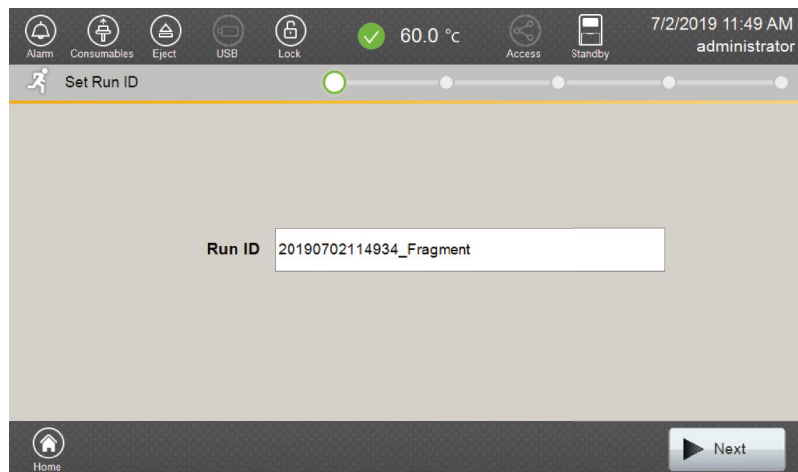 Alarm Consumables Eject USB Lock 60.0 °c Access Standby 7/2/2019 11:49 AM
administrator
Set Run ID
Run ID 20190702114934_Fragment
Home Next